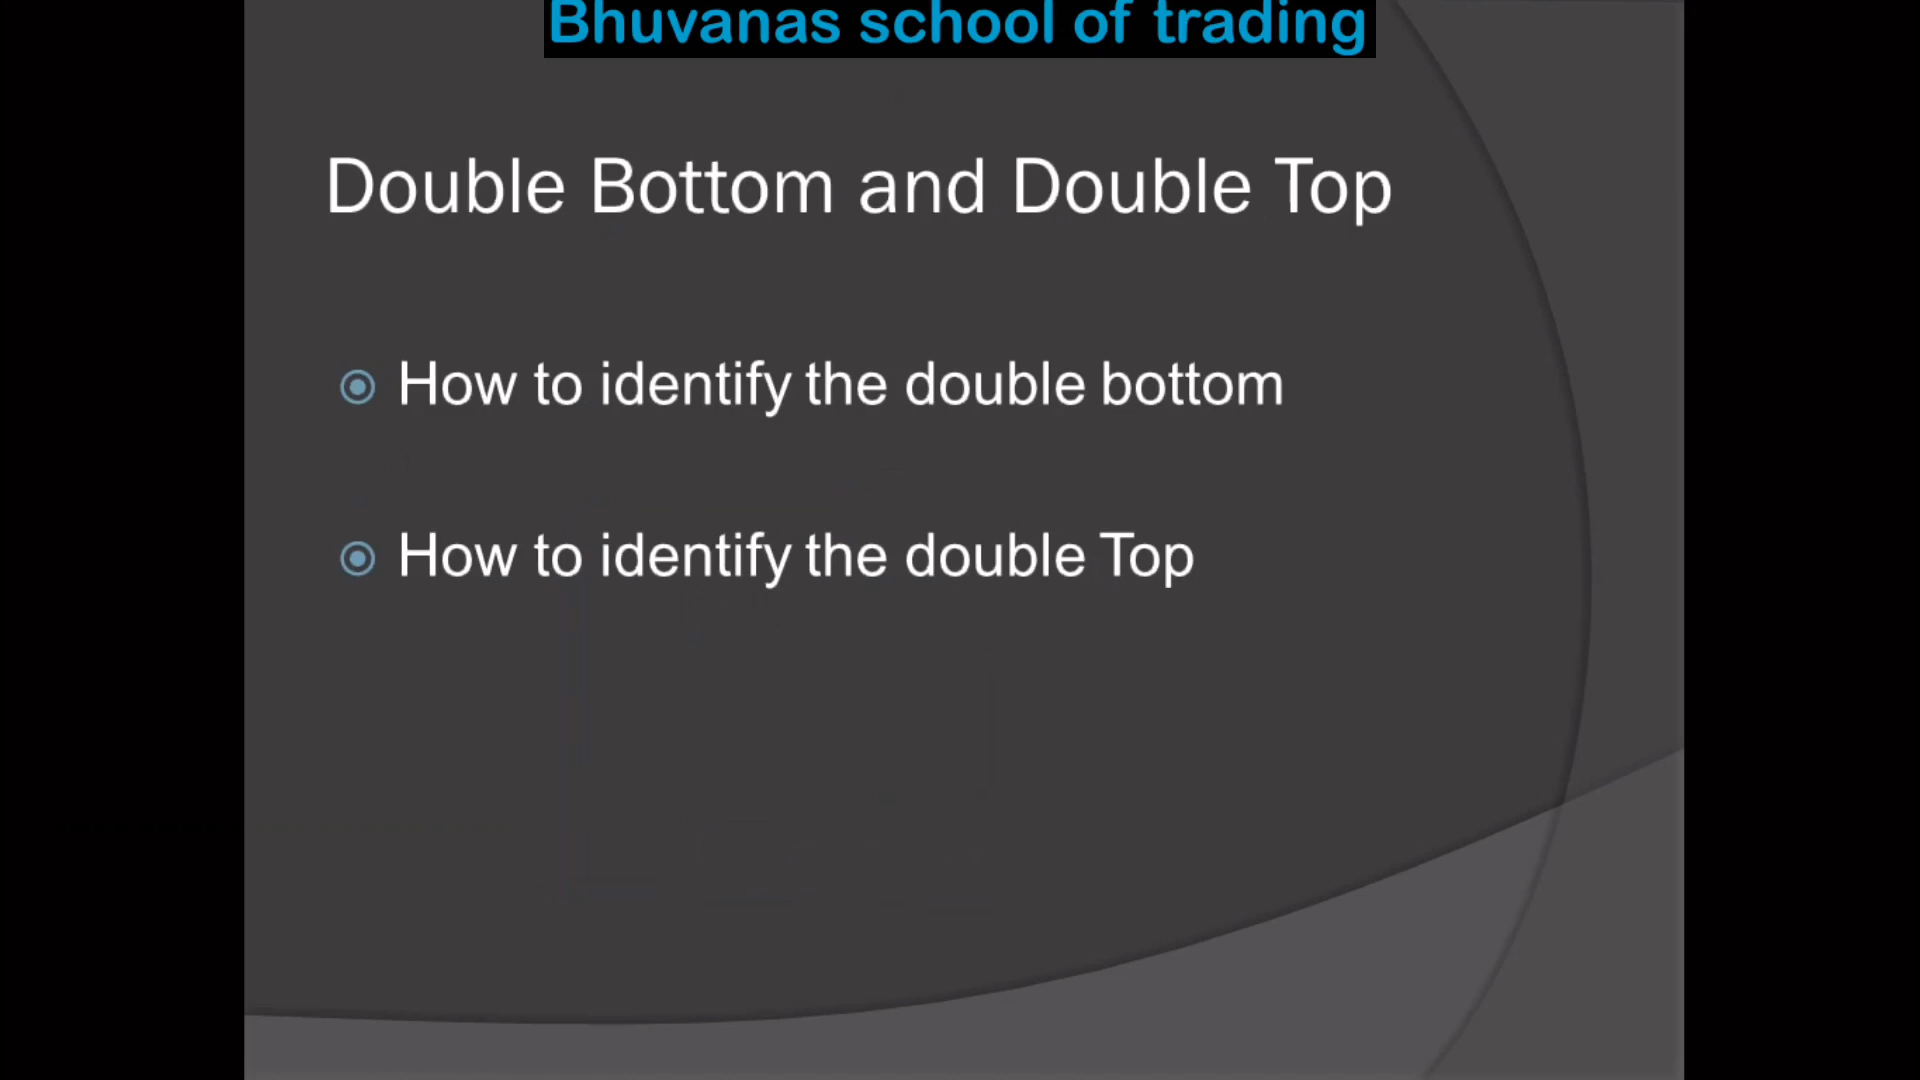 Bhuvanas school of trading
Double Bottom and Double Top
How to identify the double bottom
How to identify the double Top